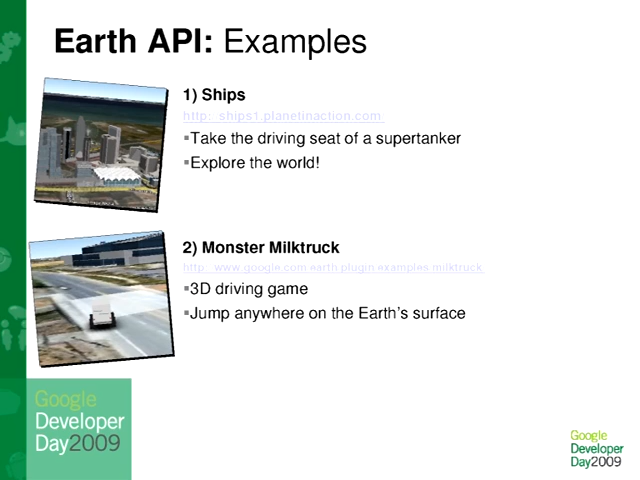 Earth API: Examples
1) Ships
http: ships1.planetinaction.com
▪Take the driving seat of a supertanker
▪Explore the world!
2) Monster Milktruck
http: www.google.com earth plugin examples milktruck
▪3D driving game
▪Jump anywhere on the Earth's surface
Google
Developer
Day2009
Google
Developer
Day2009